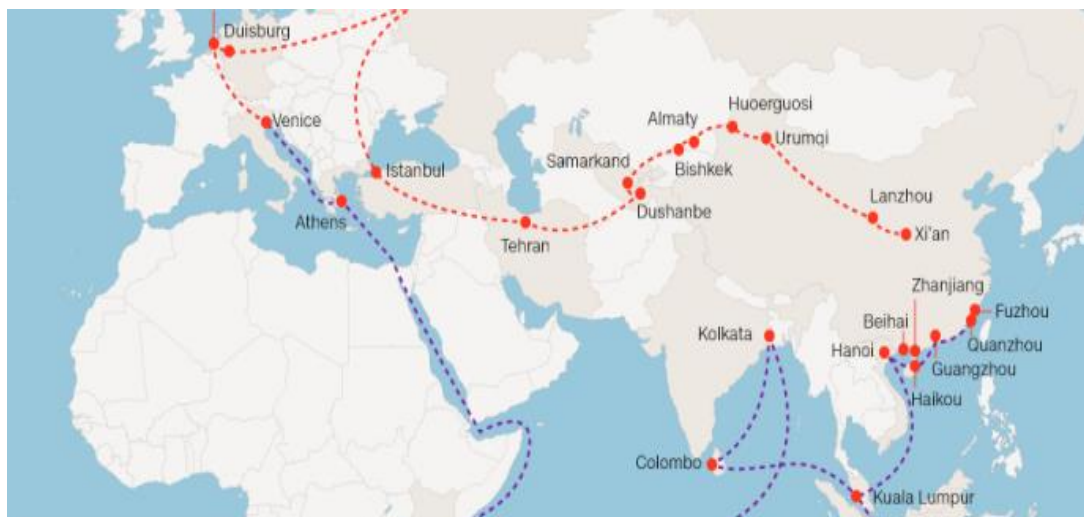 Duisburg
Venice
Istanbul
Athens
Tehran
Samarkand
Dushanbe
Almaty
Bishkek
Huoerguosi
Urumqi
Lanzhou
Xi'an
Zhanjiang
Fuzhou
Beihai
Quanzhou
Hanoi
Guangzhou
Haikou
Kolkata
Colombo
Kuala Lumpur